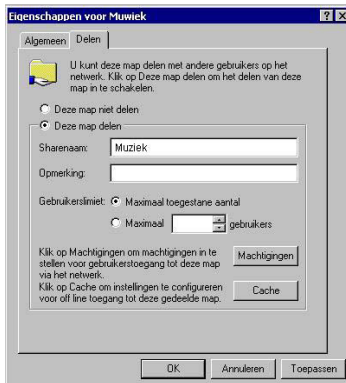 Eigenschappen voor Muwiek
Algemeen Delen
U kunt deze map delen met andere gebruikers op het
netwerk. Klik op Deze map delen om het delen van deze
map in te schakelen.
Deze map niet delen
Deze map delen
Sharenaam: Muziek
Opmerking:
Gebruikerslimiet: Maximaal toegestane aantal
Maximaal gebruikers
Klik op Machtigingen om machtigingen in te
stellen voor gebruikerstoegang tot deze map
via het netwerk.
Machtigingen
Klik op Cache om instellingen te configureren
voor off line toegang tot deze gedeelde map.
Cache
OK Annuleren Toepassen